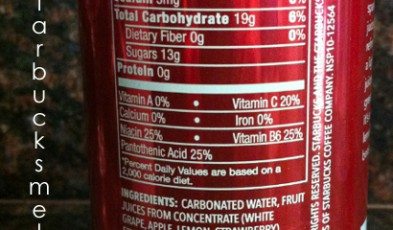 Total Carbohydrate 19g 6%
Dietary Fiber 0g 0%
Sugars 13g
Protein 0g
Vitamin A 0% • Vitamin C 20%
Calcium 0% • Iron 0%
Niacin 25% • Vitamin B6 25%
Pantothenic Acid 25%
*Percent Daily Values are based on a
2,000 calorie diet.
INGREDIENTS: CARBONATED WATER, FRUIT
JUICES FROM CONCENTRATE (WHITE
GRAPE, APPLE, LEMON, STRAWBERRY)
RIGHTS RESERVED. STARBUCKS AND THE STARBUCKS
OF STARBUCKS COFFEE COMPANY. NSP10-12564
arbucksme